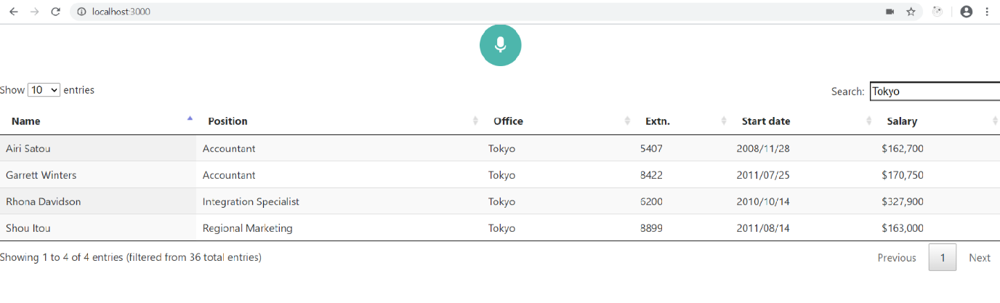 localhost:3000
Show 10 entries Search: Tokyo
Name Position Office Extn. Start date Salary
Airi Satou Accountant Tokyo 5407 2008/11/28 $162,700
Garrett Winters Accountant Tokyo 8422 2011/07/25 $170,750
Rhona Davidson Integration Specialist Tokyo 6200 2010/10/14 $327,900
Shou Itou Regional Marketing Tokyo 8899 2011/08/14 $163,000
Showing 1 to 4 of 4 entries (filtered from 36 total entries) Previous 1 Next